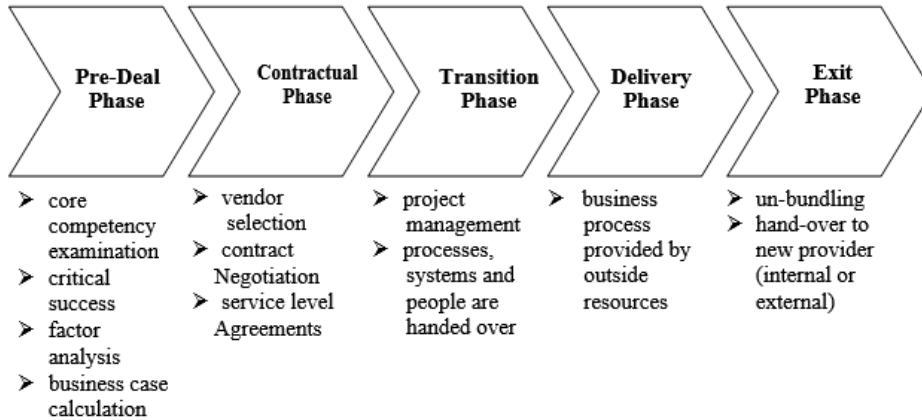 Pre-Deal
Phase
Contractual
Phase
Transition
Phase
Delivery
Phase
Exit
Phase
➢ core
competency
examination
➢ critical
success
➢ factor
analysis
➢ business case
calculation
➢ vendor
selection
➢ contract
Negotiation
➢ service level
Agreements
➢ project
management
➢ processes,
systems and
people are
handed over
➢ business
process
provided by
outside
resources
➢ un-bundling
➢ hand-over to
new provider
(internal or
external)